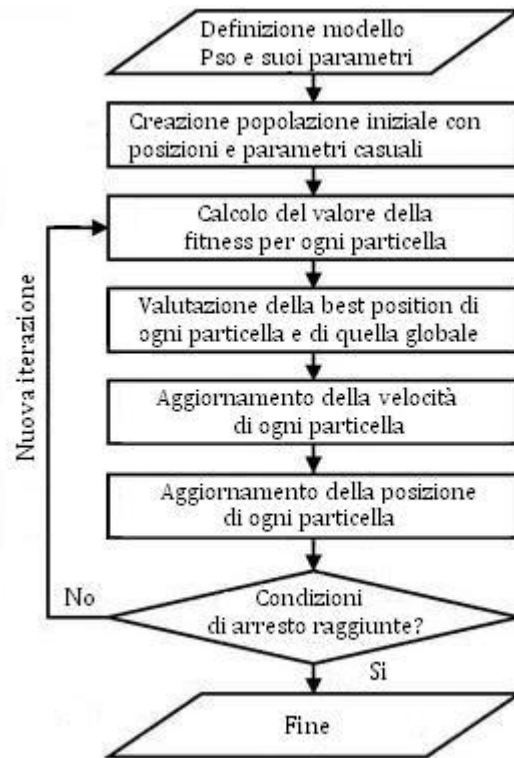 Definizione modello
Pso e suoi parametri
Creazione popolazione iniziale con
posizioni e parametri casuali
Calcolo del valore della
fitness per ogni particella
Valutazione della best position di
ogni particella e di quella globale
Aggiornamento della velocità
di ogni particella
Aggiornamento della posizione
di ogni particella
Nuova iterazione
No
Condizioni
di arresto raggiunte?
Si
Fine